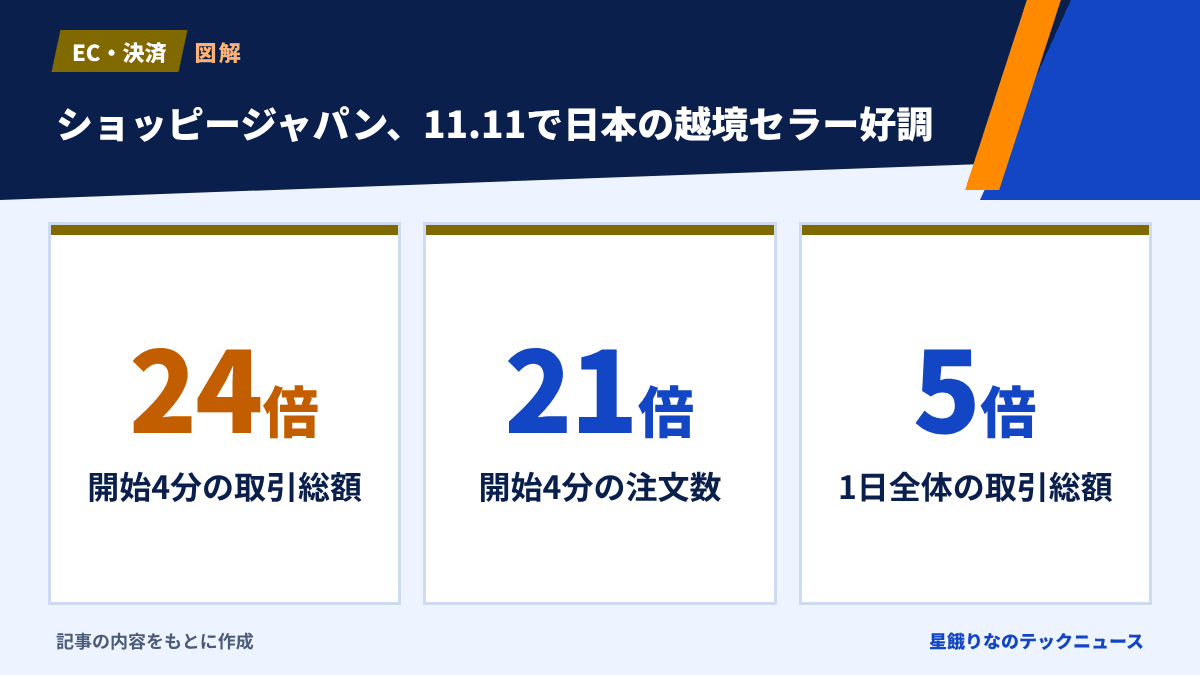 EC・決済 図解
ショッピージャパン、11.11で日本の越境セラー好調
24倍
開始4分の取引総額
21倍
開始4分の注文数
5倍
1日全体の取引総額
記事の内容をもとに作成
星餓りなのテックニュース